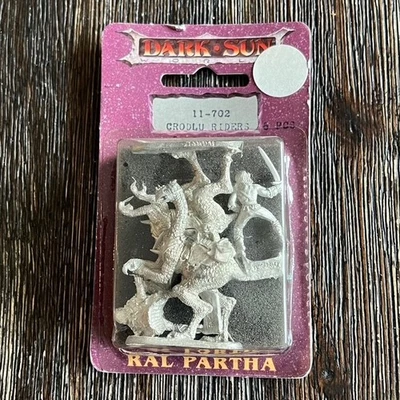 DARK SUN
11-702
CRODLU RIDERS
RAL PARTHA